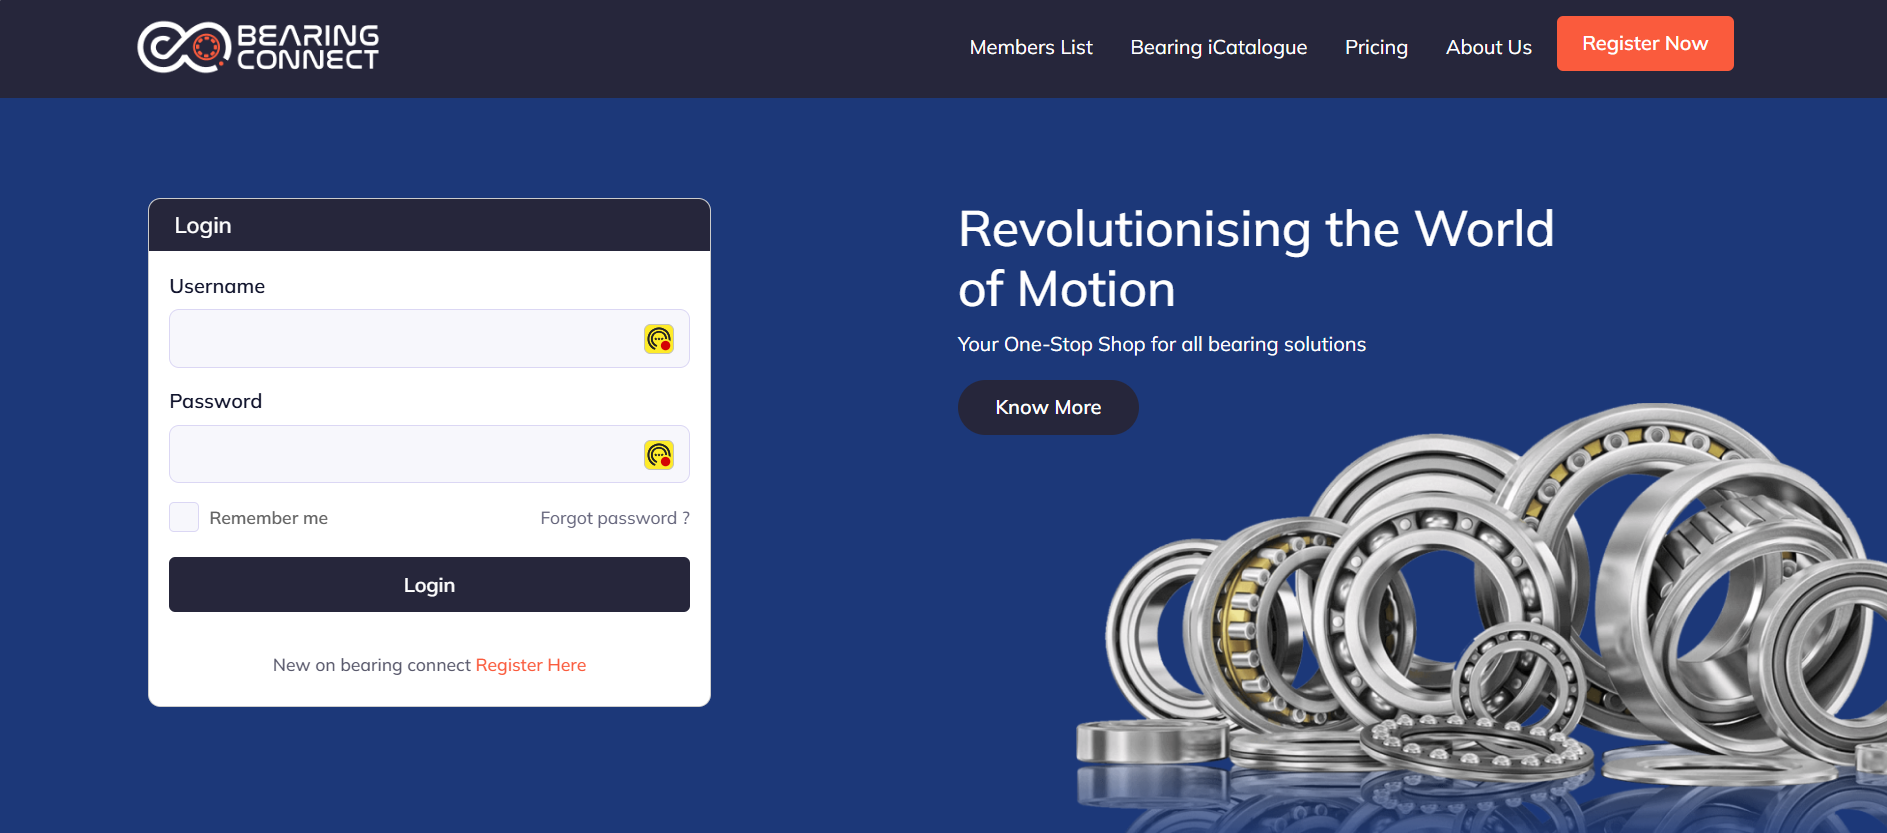 BEARING
CONNECT
Members List
Bearing iCatalogue
Pricing
About Us
Register Now
Login
Username
Password
Remember me
Forgot password ?
Login
New on bearing connect Register Here
Revolutionising the World
of Motion
Your One-Stop Shop for all bearing solutions
Know More